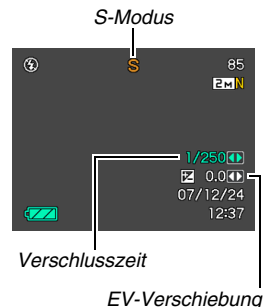 S-Modus
S 85
2M N
1/250
0.0
07/12/24
12:37
Verschlusszeit
EV-Verschiebung